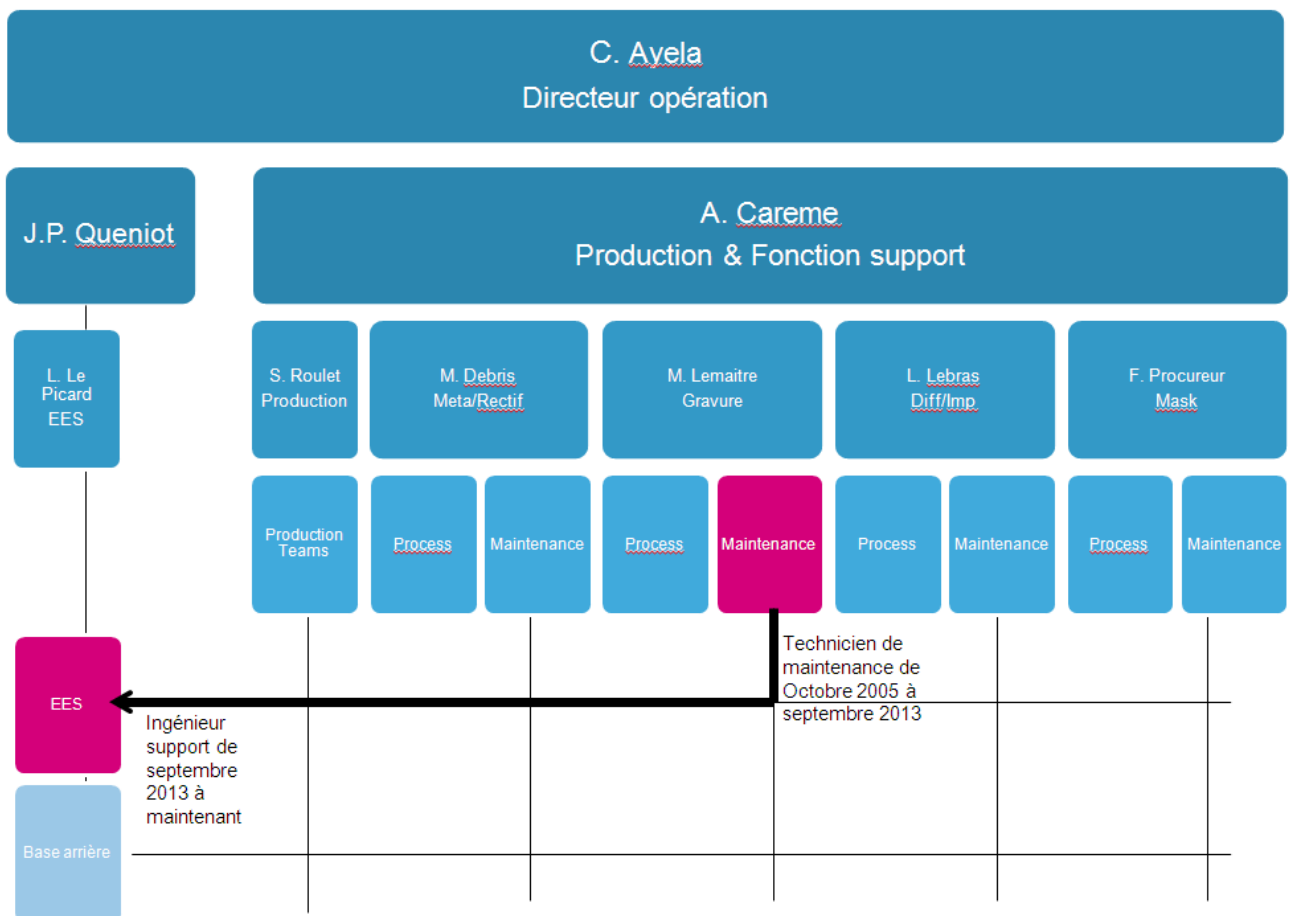 C. Ayela
Directeur opération
J.P. Queniot
A. Careme
Production & Fonction support
L. Le
Picard
EES
S. Roulet
Production
M. Debris
Meta/Rectif
M. Lemaitre
Gravure
L. Lebras
Diff/Imp
F. Procureur
Mask
Production
Teams
Process
Maintenance
Process
Maintenance
Process
Maintenance
Process
Maintenance
Technicien de
maintenance de
Octobre 2005 à
septembre 2013
EES
Ingénieur
support de
septembre
2013 à
maintenant
Base arrière